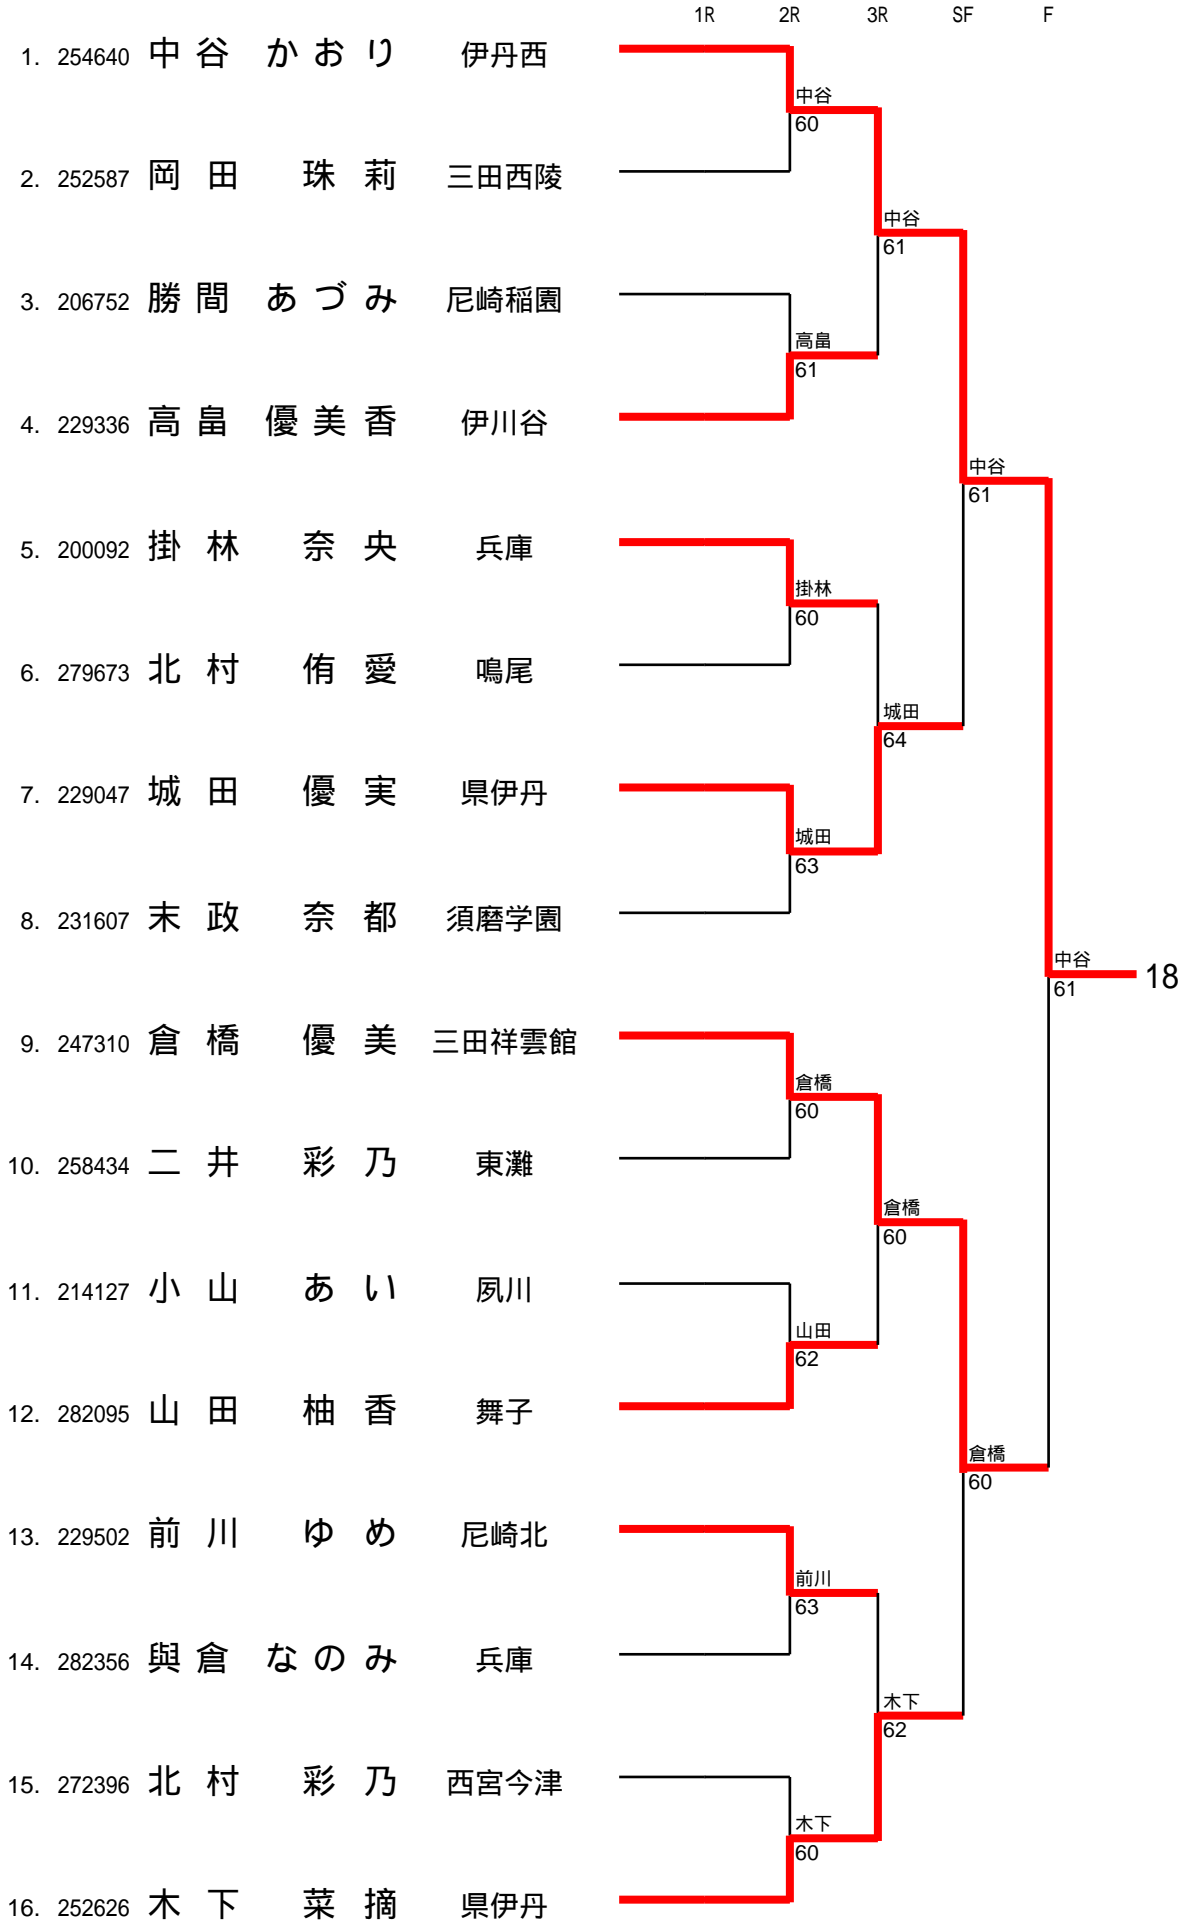 1R 2R 3R SF F
1. 254640 中谷 かおり 伊丹西
中谷
60
2. 252587 岡田 珠莉 三田西陵
中谷
61
3. 206752 勝間 あづみ 尼崎稲園
高畠
61
4. 229336 高畠 優美香 伊川谷
中谷
61
5. 200092 掛林 奈央 兵庫
掛林
60
6. 279673 北村 侑愛 鳴尾
城田
64
7. 229047 城田 優実 県伊丹
城田
63
8. 231607 末政 奈都 須磨学園
中谷
61
18
9. 247310 倉橋 優美 三田祥雲館
倉橋
60
10. 258434 二井 彩乃 東灘
倉橋
60
11. 214127 小山 あい 夙川
山田
62
12. 282095 山田 柚香 舞子
倉橋
60
13. 229502 前川 ゆめ 尼崎北
前川
63
14. 282356 與倉 なのみ 兵庫
木下
62
15. 272396 北村 彩乃 西宮今津
木下
60
16. 252626 木下 菜摘 県伊丹